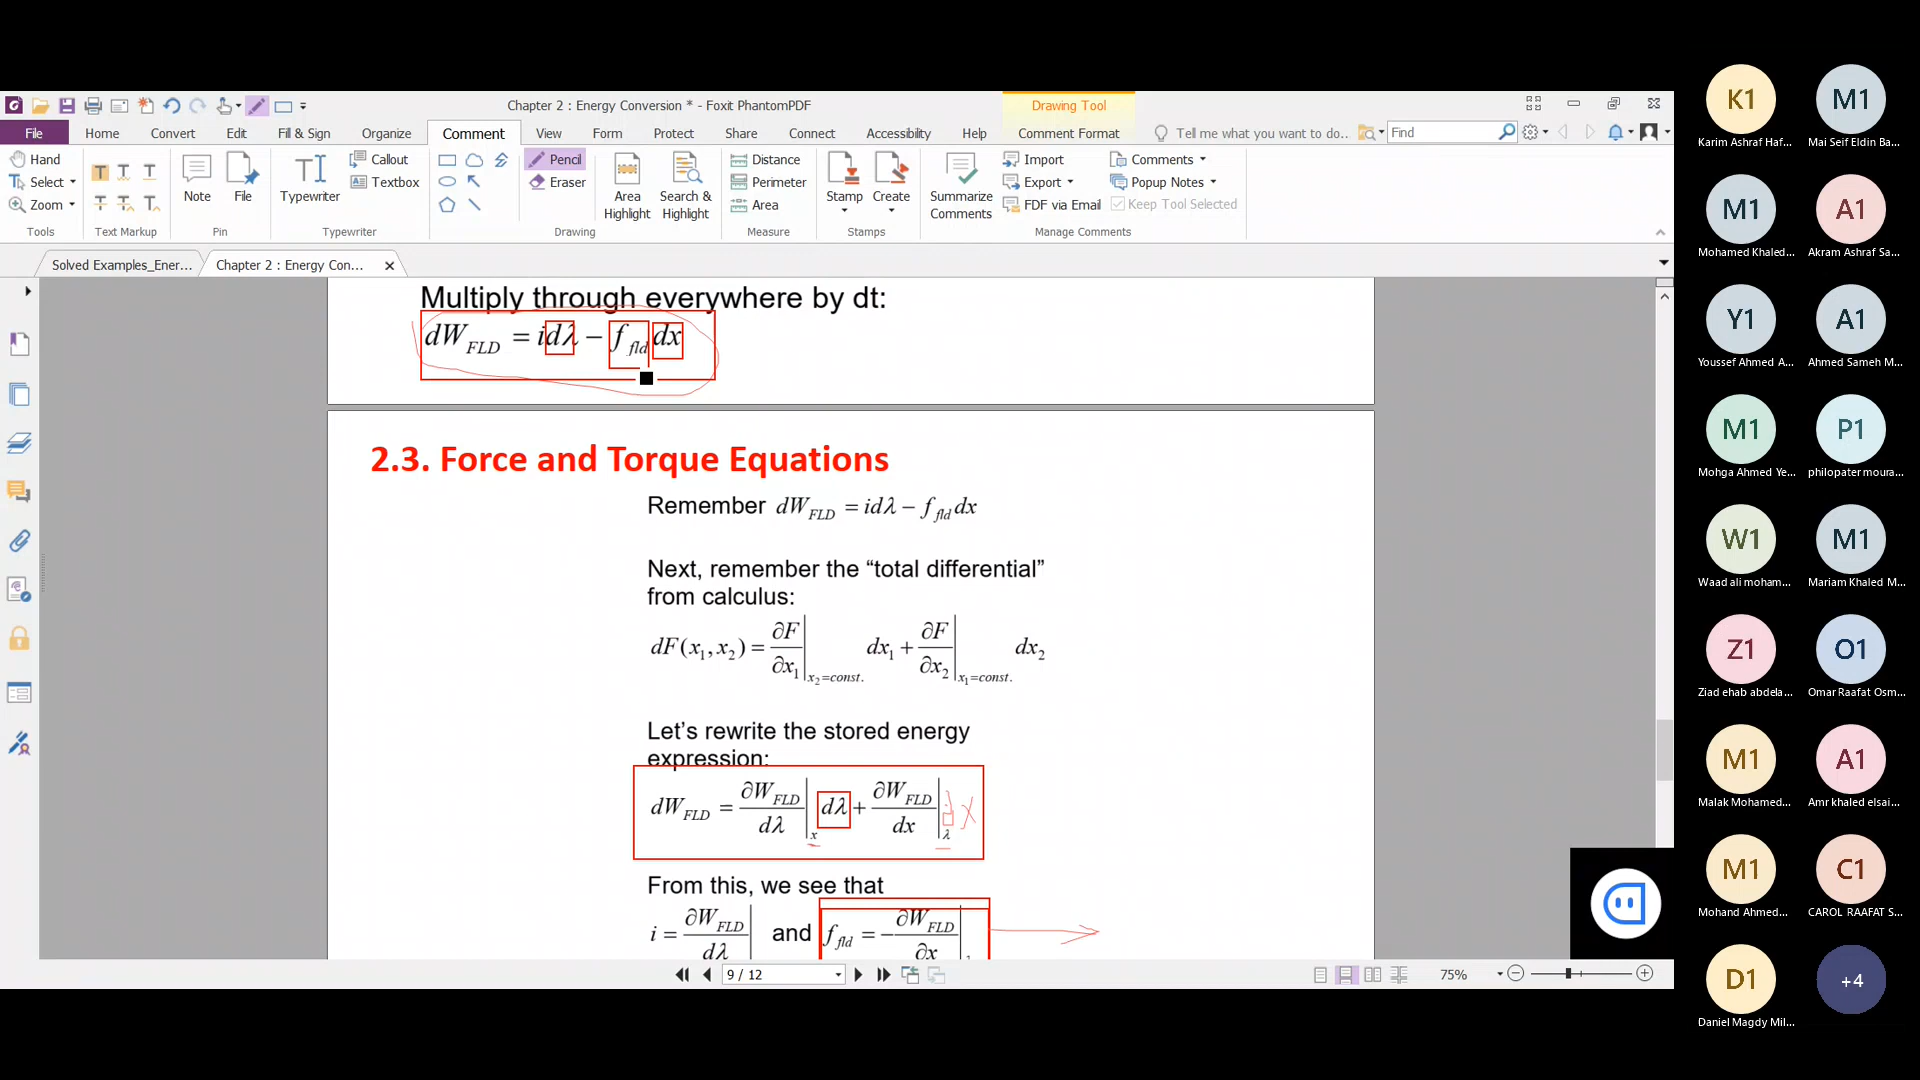 Chapter 2 : Energy Conversion * - Foxit PhantomPDF
Drawing Tool
File Home Convert Edit Fill & Sign Organize Comment View Form Protect Share Connect Accessibility Help Comment Format
Tell me what you want to do..
Find
Hand
Select
Zoom
Tools
Text Markup
Note
File
Pin
Typewriter
Callout
Textbox
Typewriter
Pencil
Eraser
Area Highlight
Search & Highlight
Drawing
Distance
Perimeter
Area
Measure
Stamp
Create
Stamps
Summarize Comments
Import
Export
FDF via Email
Comments
Popup Notes
Keep Tool Selected
Manage Comments
Solved Examples_Ener...
Chapter 2 : Energy Con...
Multiply through everywhere by dt:
dW_FLD = idλ − f_fld dx
2.3. Force and Torque Equations
Remember dW_FLD = idλ − f_fld dx
Next, remember the “total differential”
from calculus:
dF(x₁, x₂) = ∂F/∂x₁ |x₂=const. dx₁ + ∂F/∂x₂ |x₁=const. dx₂
Let’s rewrite the stored energy
expression:
dW_FLD = ∂W_FLD/dλ |x dλ + ∂W_FLD/dx |λ dx
From this, we see that
i = ∂W_FLD/dλ | and f_fld = −∂W_FLD/∂x |
9 / 12
75%
K1
Karim Ashraf Haf...
M1
Mai Seif Eldin Ba...
M1
Mohamed Khaled...
A1
Akram Ashraf Sa...
Y1
Youssef Ahmed A...
A1
Ahmed Sameh M...
M1
Mohga Ahmed Ye...
P1
philopater moura...
W1
Waad ali moham...
M1
Mariam Khaled M...
Z1
Ziad ehab abdela...
O1
Omar Raafat Osm...
M1
Malak Mohamed...
A1
Amr khaled elsai...
M1
Mohand Ahmed...
C1
CAROL RAAFAT S...
D1
Daniel Magdy Mil...
+4